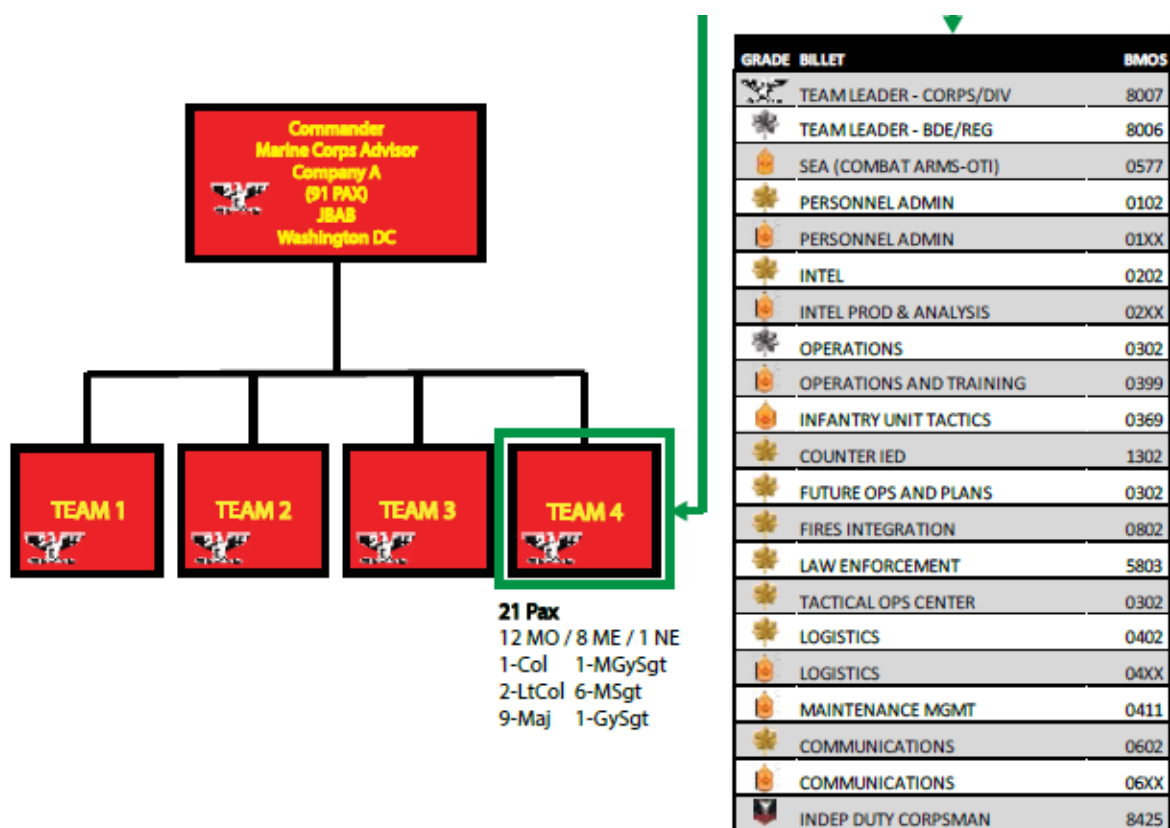 Commander
Marine Corps Advisor
Company A
(91 PAX)
JBAB
Washington DC
TEAM 1
TEAM 2
TEAM 3
TEAM 4
21 Pax
12 MO / 8 ME / 1 NE
1-Col 1-MGySgt
2-LtCol 6-MSgt
9-Maj 1-GySgt
GRADE BILLET BMOS
TEAM LEADER - CORPS/DIV 8007
TEAM LEADER - BDE/REG 8006
SEA (COMBAT ARMS-OTI) 0577
PERSONNEL ADMIN 0102
PERSONNEL ADMIN 01XX
INTEL 0202
INTEL PROD & ANALYSIS 02XX
OPERATIONS 0302
OPERATIONS AND TRAINING 0399
INFANTRY UNIT TACTICS 0369
COUNTER IED 1302
FUTURE OPS AND PLANS 0302
FIRES INTEGRATION 0802
LAW ENFORCEMENT 5803
TACTICAL OPS CENTER 0302
LOGISTICS 0402
LOGISTICS 04XX
MAINTENANCE MGMT 0411
COMMUNICATIONS 0602
COMMUNICATIONS 06XX
INDEP DUTY CORPSMAN 8425